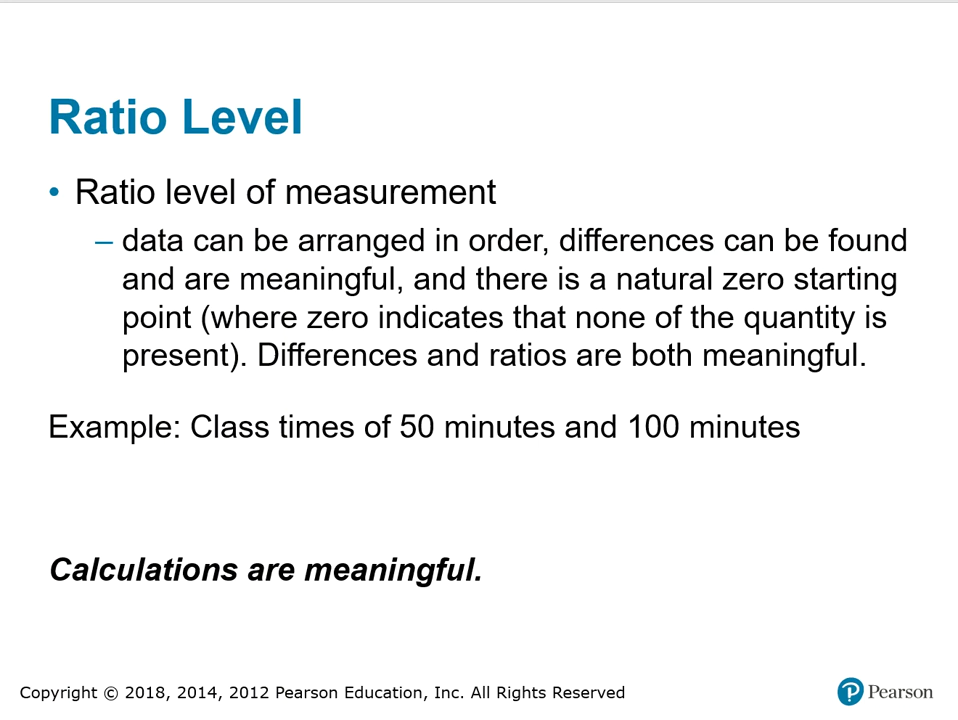 Ratio Level
• Ratio level of measurement
– data can be arranged in order, differences can be found
and are meaningful, and there is a natural zero starting
point (where zero indicates that none of the quantity is
present). Differences and ratios are both meaningful.
Example: Class times of 50 minutes and 100 minutes
Calculations are meaningful.
Copyright © 2018, 2014, 2012 Pearson Education, Inc. All Rights Reserved
P Pearson